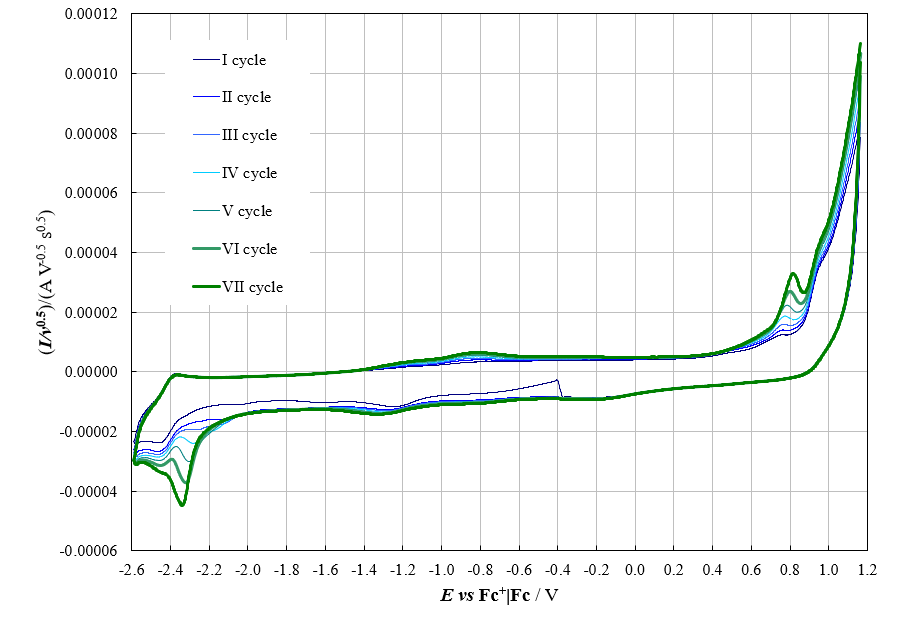 0.00012
0.00010
0.00008
0.00006
0.00004
0.00002
0.00000
-0.00002
-0.00004
-0.00006
(I/v0.5)/(A V-0.5 s0.5)
I cycle
II cycle
III cycle
IV cycle
V cycle
VI cycle
VII cycle
-2.6 -2.4 -2.2 -2.0 -1.8 -1.6 -1.4 -1.2 -1.0 -0.8 -0.6 -0.4 -0.2 0.0 0.2 0.4 0.6 0.8 1.0 1.2
E vs Fc⁺|Fc / V